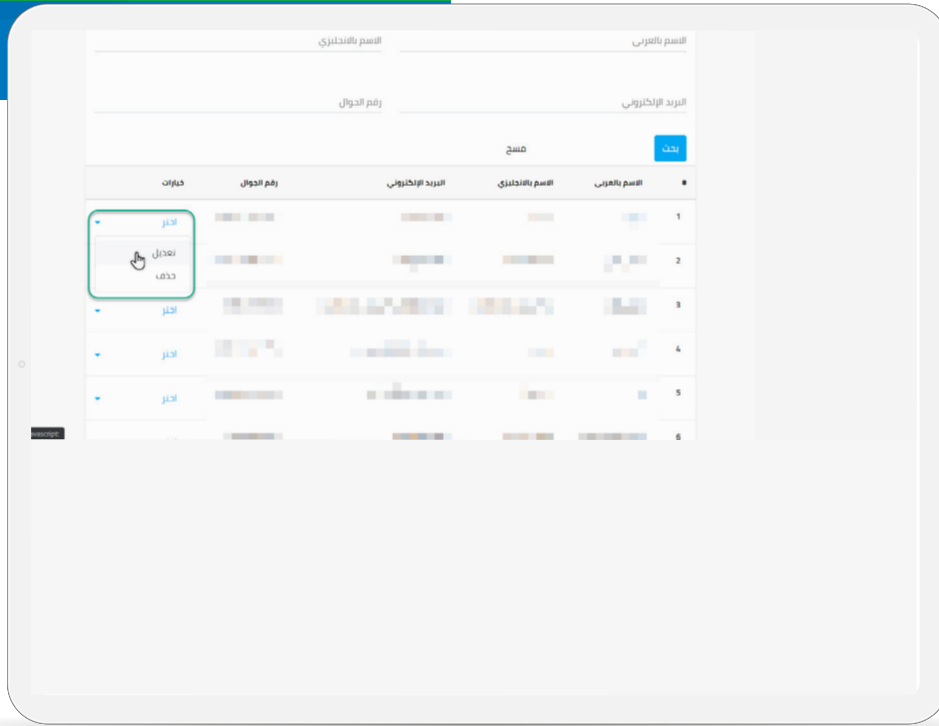 الاسم بالعربي الاسم بالانجليزي
البريد الإلكتروني رقم الجوال
بحث مسح
# الاسم بالعربي الاسم بالانجليزي البريد الإلكتروني رقم الجوال خيارات
1 اختر
تعديل
2
حذف
3 اختر
4 اختر
5 اختر
6